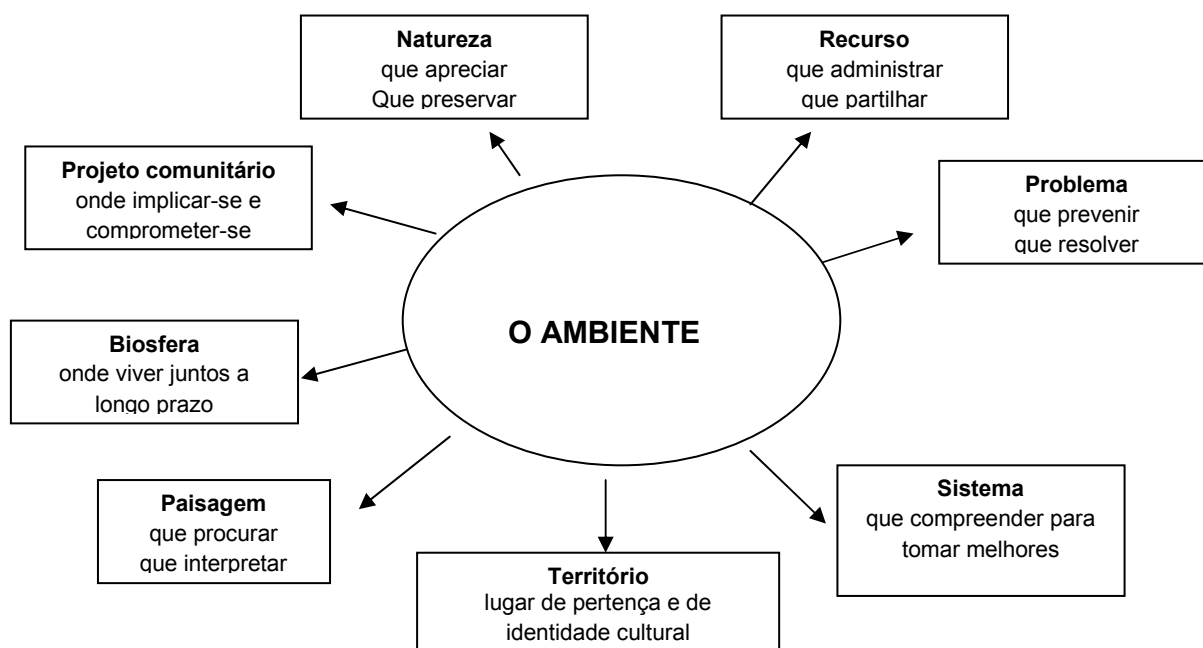 Natureza
que apreciar
Que preservar
Recurso
que administrar
que partilhar
Projeto comunitário
onde implicar-se e
comprometer-se
Problema
que prevenir
que resolver
O AMBIENTE
Biosfera
onde viver juntos a
longo prazo
Paisagem
que procurar
que interpretar
Sistema
que compreender para
tomar melhores
Território
lugar de pertença e de
identidade cultural